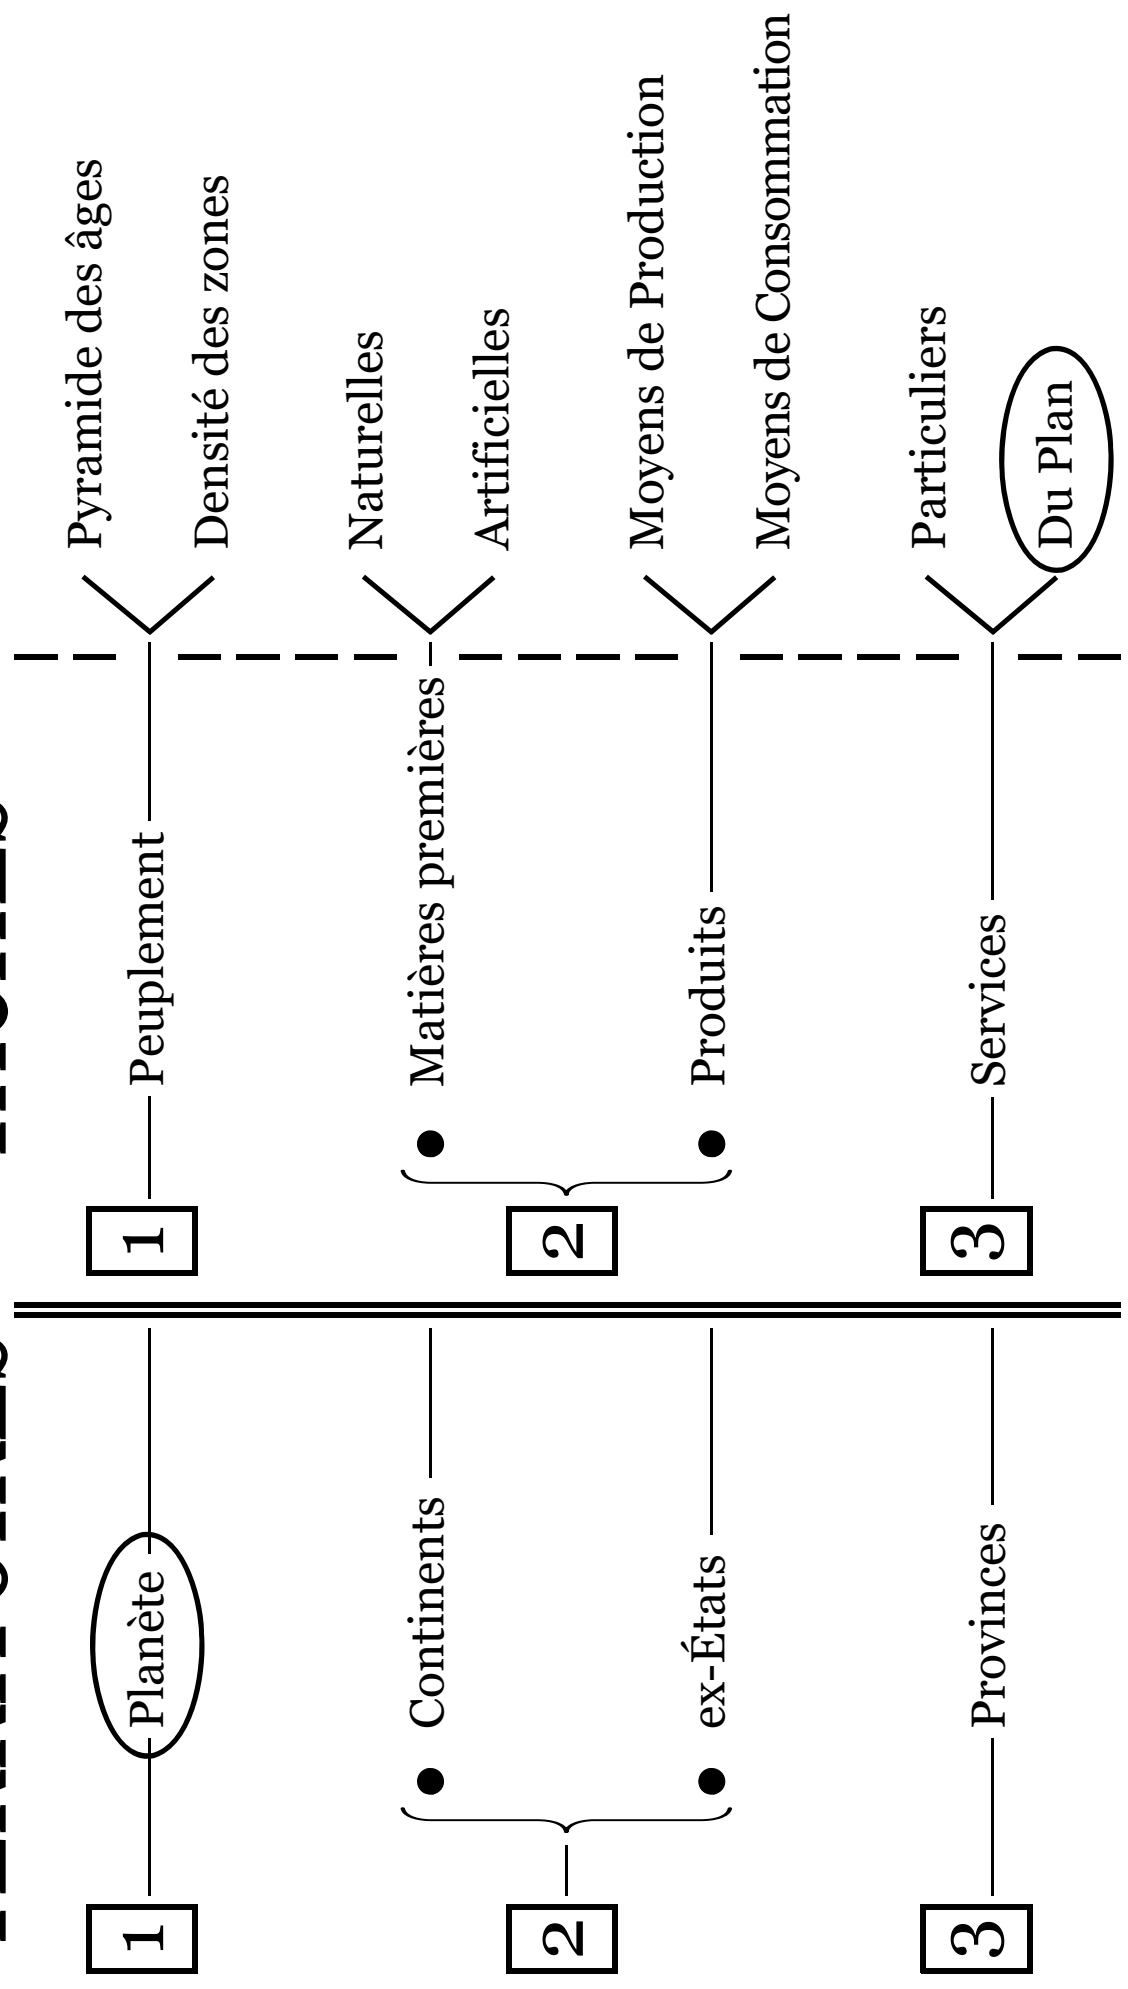 1 Planète
2
Continents
ex-États
3 Provinces
1 Peuplement
Pyramide des âges
Densité des zones
2
Matières premières
Naturelles
Artificielles
Produits
Moyens de Production
Moyens de Consommation
3 Services
Particuliers
Du Plan